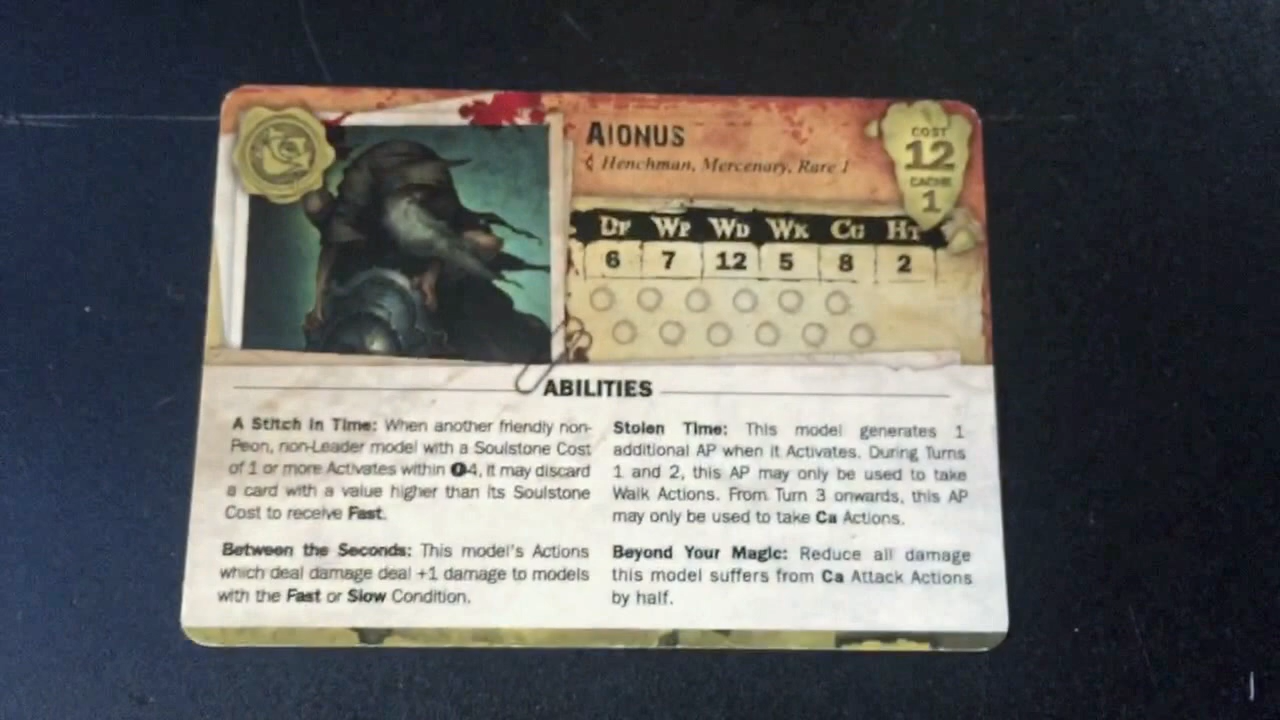 AIONUS
Henchman, Mercenary, Rare 1
COST
12
CACHE
1
DF WP WD WK CG HT
6 7 12 5 8 2
ABILITIES
A Stitch in Time: When another friendly non-
Peon, non-Leader model with a Soulstone Cost
of 1 or more Activates within 4, it may discard
a card with a value higher than its Soulstone
Cost to receive Fast.
Between the Seconds: This model's Actions
which deal damage deal +1 damage to models
with the Fast or Slow Condition.
Stolen Time: This model generates 1
additional AP when it Activates. During Turns
1 and 2, this AP may only be used to take
Walk Actions. From Turn 3 onwards, this AP
may only be used to take Ca Actions.
Beyond Your Magic: Reduce all damage
this model suffers from Ca Attack Actions
by half.